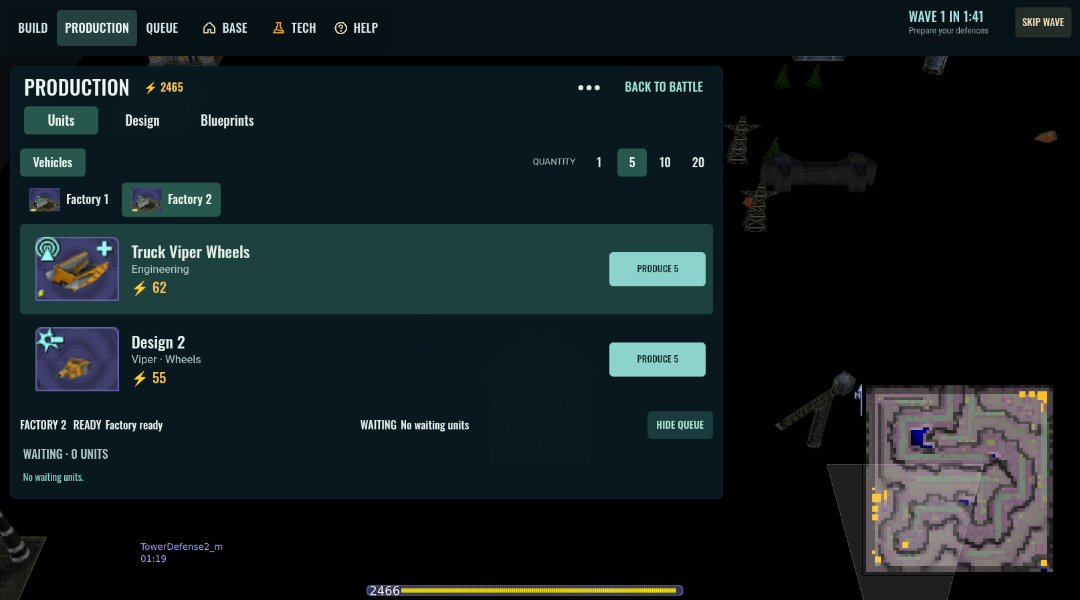 BUILD PRODUCTION QUEUE BASE TECH HELP
WAVE 1 IN 1:41
Prepare your defences
SKIP WAVE
PRODUCTION 2465
BACK TO BATTLE
Units Design Blueprints
Vehicles
QUANTITY 1 5 10 20
Factory 1 Factory 2
Truck Viper Wheels
Engineering
62
PRODUCE 5
Design 2
Viper · Wheels
55
PRODUCE 5
FACTORY 2 READY Factory ready
WAITING No waiting units
HIDE QUEUE
WAITING · 0 UNITS
No waiting units.
N
TowerDefense2_m
01:19
2466